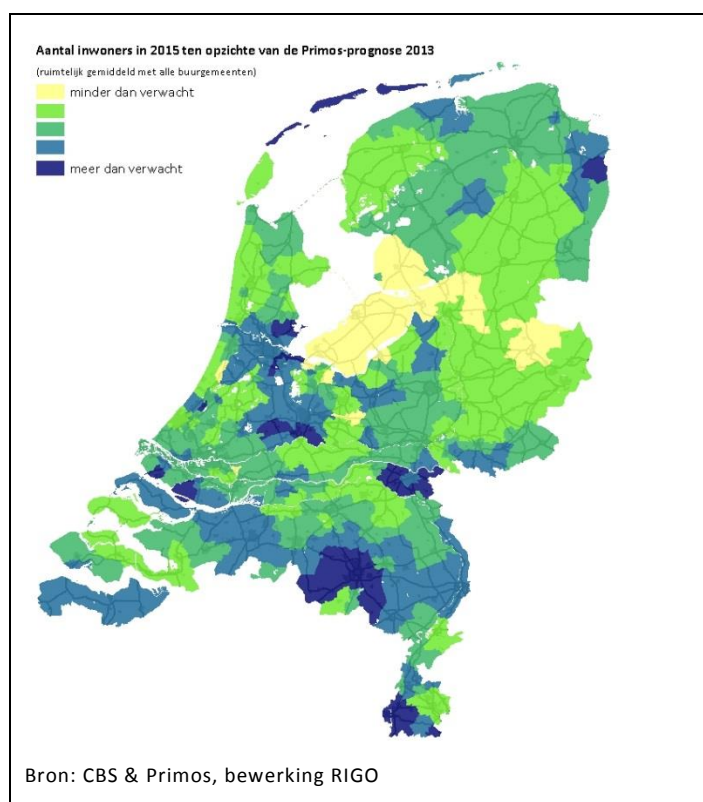 Aantal inwoners in 2015 ten opzichte van de Primos-prognose 2013
(ruimtelijk gemiddeld met alle buurgemeenten)
minder dan verwacht
meer dan verwacht
Bron: CBS & Primos, bewerking RIGO